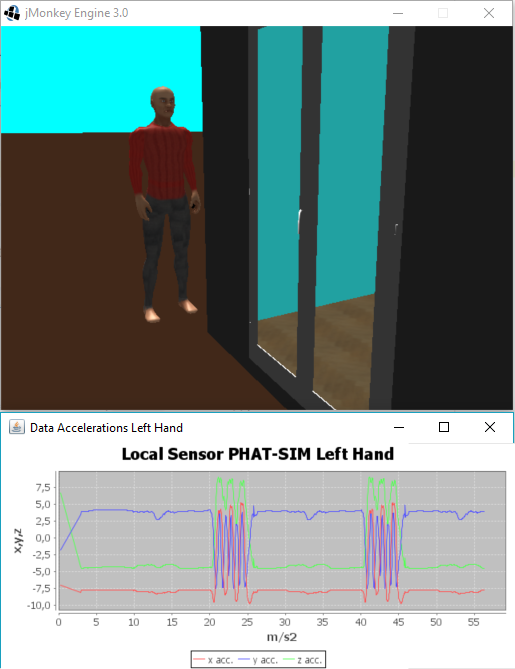 jMonkey Engine 3.0
Data Accelerations Left Hand
Local Sensor PHAT-SIM Left Hand
x,y,z
7,5
5,0
2,5
0,0
-2,5
-5,0
-7,5
-10,0
0 5 10 15 20 25 30 35 40 45 50 55
m/s2
x acc. y acc. z acc.